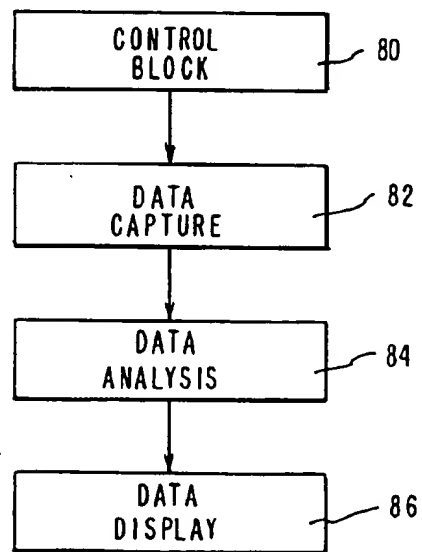 CONTROL
BLOCK
80
DATA
CAPTURE
82
DATA
ANALYSIS
84
DATA
DISPLAY
86